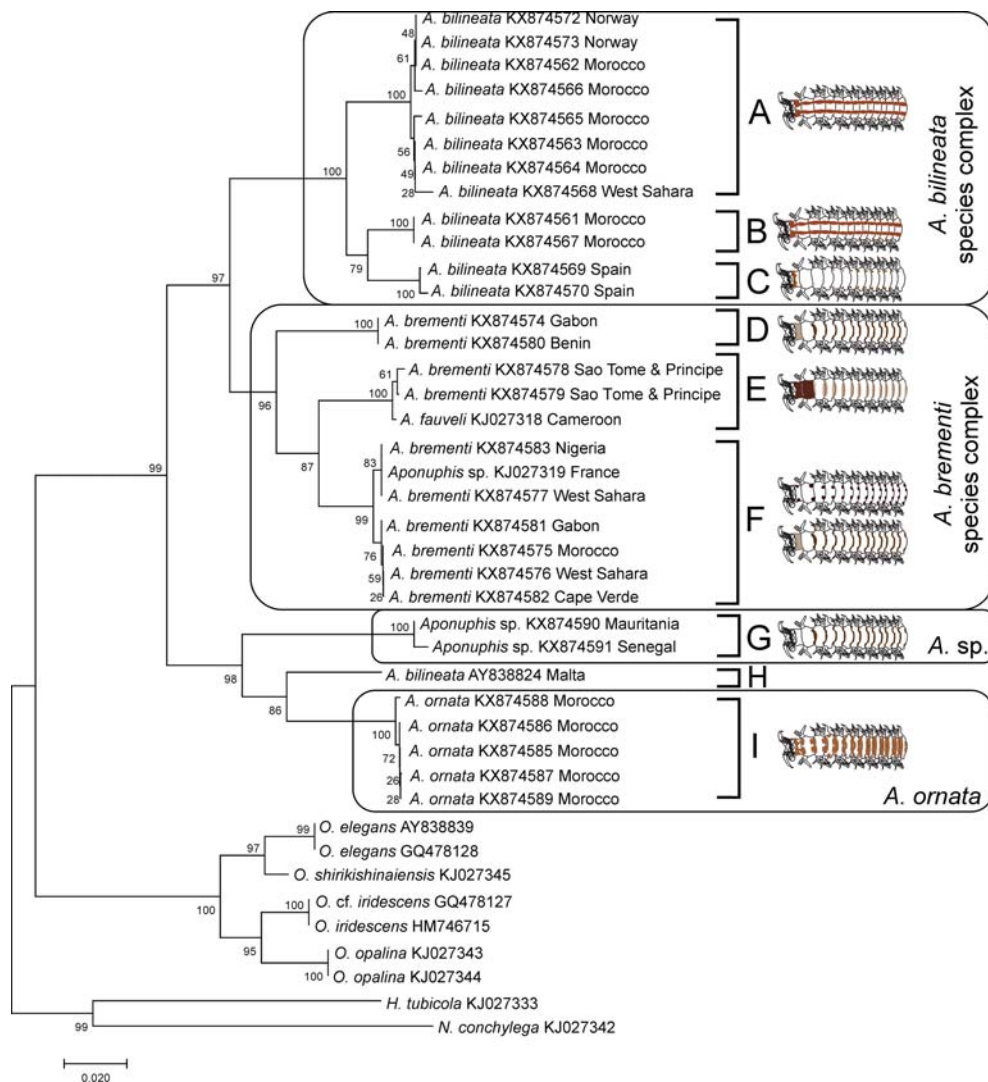 A. bilineata KX874572 Norway
48
A. bilineata KX874573 Norway
61
A. bilineata KX874562 Morocco
A. bilineata KX874566 Morocco
100
A. bilineata KX874565 Morocco
A
A. bilineata KX874563 Morocco
56
A. bilineata KX874564 Morocco
49
100
28
A. bilineata KX874568 West Sahara
A. bilineata KX874561 Morocco
100
B
A. bilineata KX874567 Morocco
79
A. bilineata KX874569 Spain
C
100
A. bilineata KX874570 Spain
A. bilineata
species complex
97
A. brementi KX874574 Gabon
100
D
A. brementi KX874580 Benin
A. brementi KX874578 Sao Tome & Principe
61
E
A. brementi KX874579 Sao Tome & Principe
100
96
A. fauveli KJ027318 Cameroon
A. brementi KX874583 Nigeria
83
87
Aponuphis sp. KJ027319 France
99
A. brementi KX874577 West Sahara
F
99
A. brementi KX874581 Gabon
76
A. brementi KX874575 Morocco
59
A. brementi KX874576 West Sahara
26
A. brementi KX874582 Cape Verde
A. brementi
species complex
Aponuphis sp. KX874590 Mauritania
100
G
Aponuphis sp. KX874591 Senegal
A. sp.
98
A. bilineata AY838824 Malta
H
86
A. ornata KX874588 Morocco
100
A. ornata KX874586 Morocco
72
A. ornata KX874585 Morocco
I
26
A. ornata KX874587 Morocco
28
A. ornata KX874589 Morocco
A. ornata
99
O. elegans AY838839
97
O. elegans GQ478128
O. shirikishinaiensis KJ027345
100
O. cf. iridescens GQ478127
100
O. iridescens HM746715
95
O. opalina KJ027343
100
O. opalina KJ027344
H. tubicola KJ027333
99
N. conchylega KJ027342
0.020